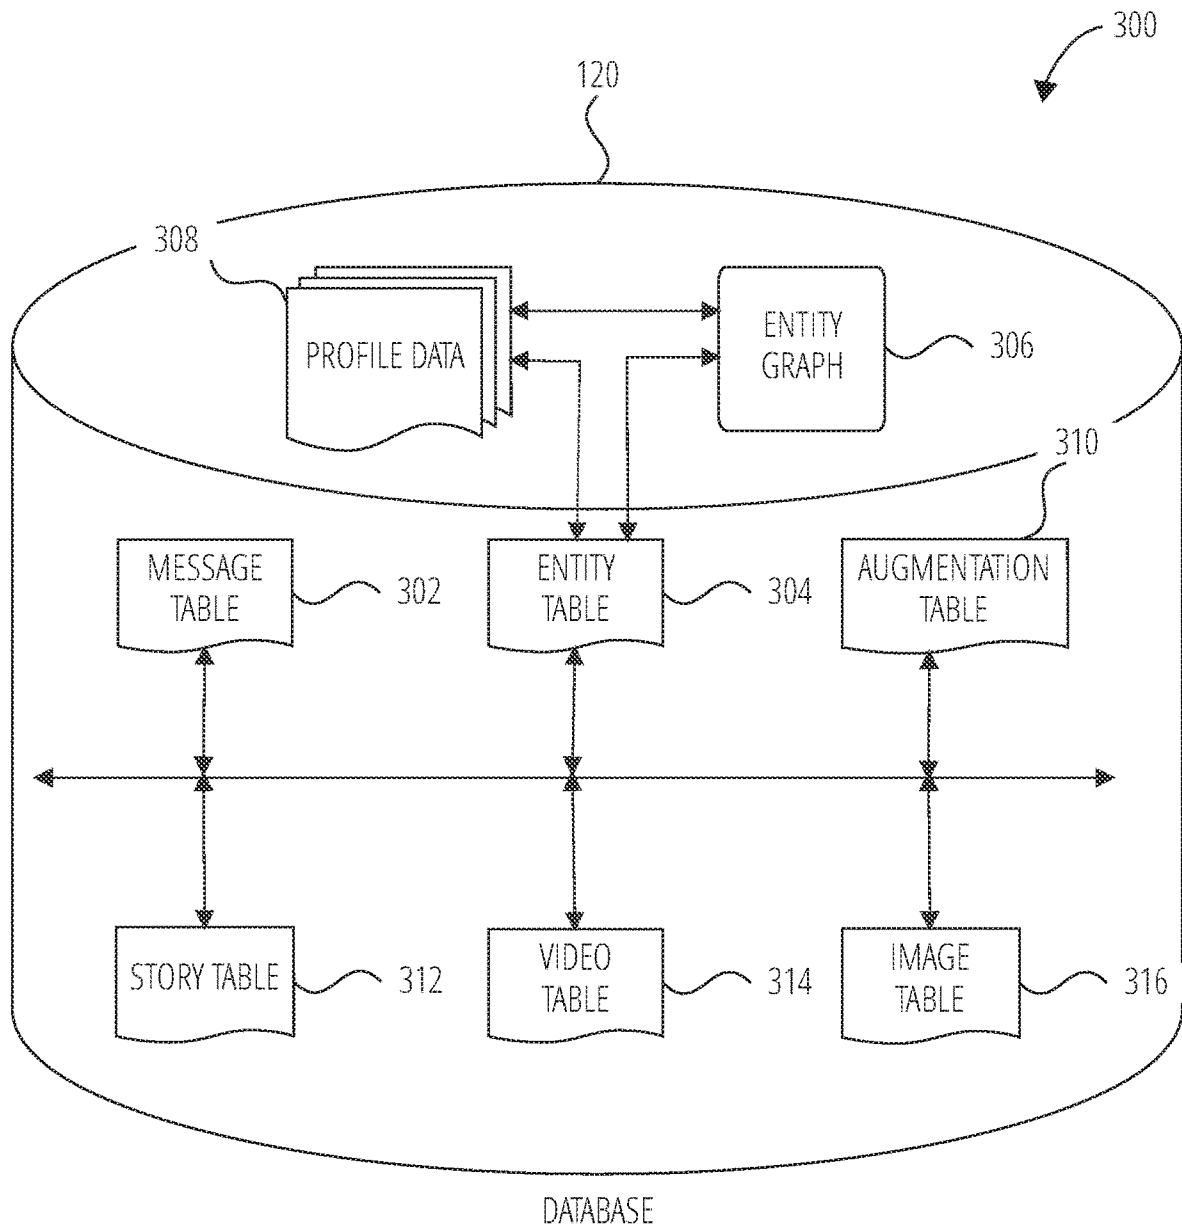 300
120
308
PROFILE DATA
ENTITY
GRAPH
306
310
MESSAGE
TABLE
302
ENTITY
TABLE
304
AUGMENTATION
TABLE
STORY TABLE
312
VIDEO
TABLE
314
IMAGE
TABLE
316
DATABASE